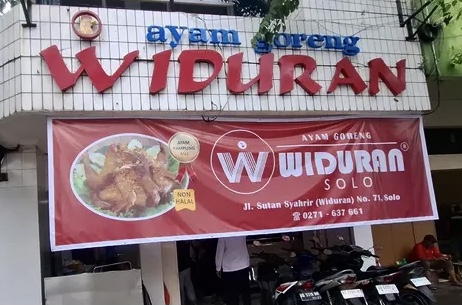 ayam goreng
WIDURAN
AYAM GORENG
W WIDURAN®
SOLO
AYAM
KAMPUNG
NON
HALAL
Jl. Sutan Syahrir (Widuran) No. 71, Solo
☎ 0271 - 637 661